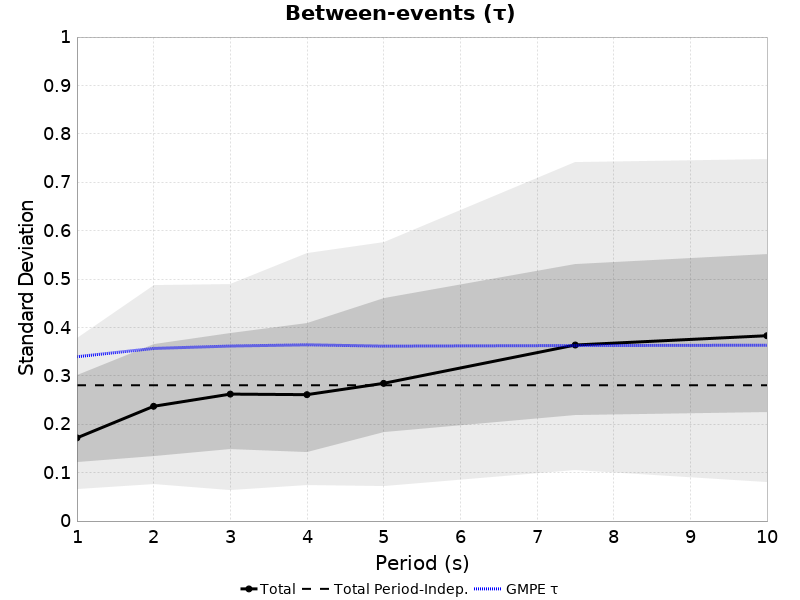 Between-events (τ)
1
0.9
0.8
0.7
0.6
0.5
0.4
0.3
0.2
0.1
0
Standard Deviation
1 2 3 4 5 6 7 8 9 10
Period (s)
Total Total Period-Indep. GMPE τ